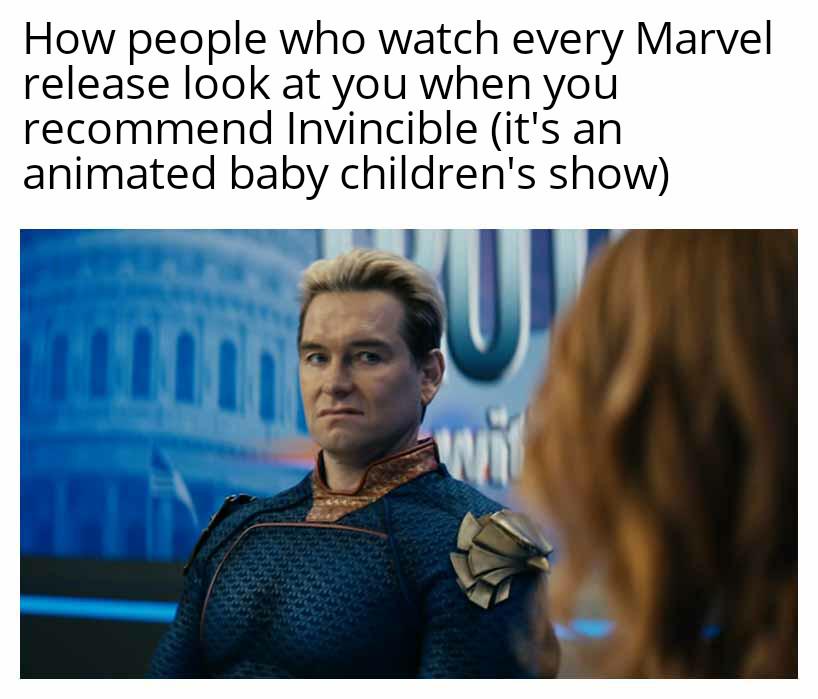 How people who watch every Marvel
release look at you when you
recommend Invincible (it's an
animated baby children's show)